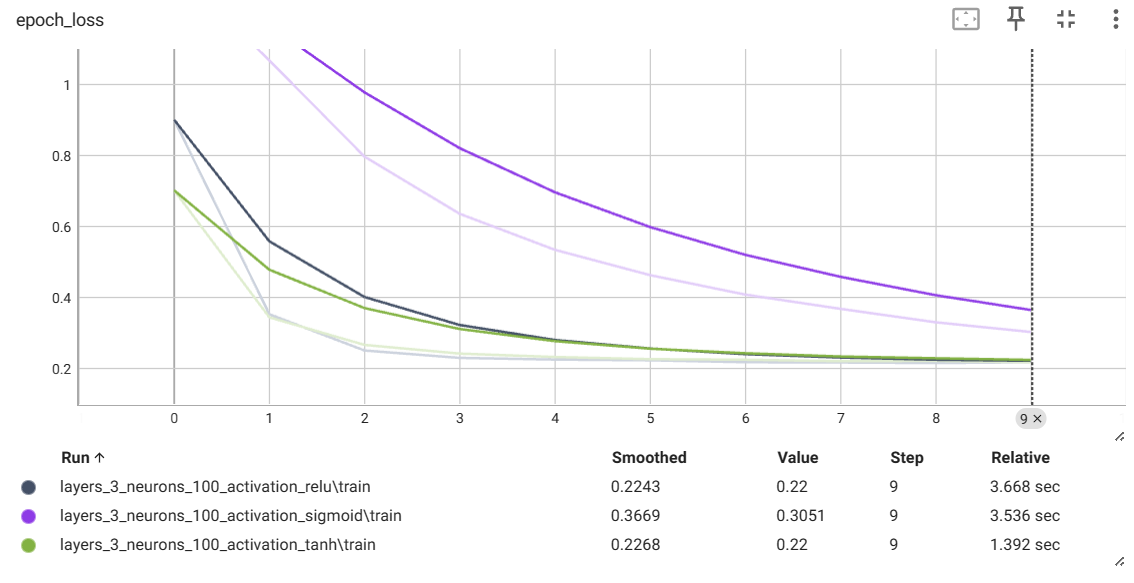 epoch_loss
1
0.8
0.6
0.4
0.2
0 1 2 3 4 5 6 7 8 9 ×
Run ↑ Smoothed Value Step Relative
layers_3_neurons_100_activation_relu\train 0.2243 0.22 9 3.668 sec
layers_3_neurons_100_activation_sigmoid\train 0.3669 0.3051 9 3.536 sec
layers_3_neurons_100_activation_tanh\train 0.2268 0.22 9 1.392 sec